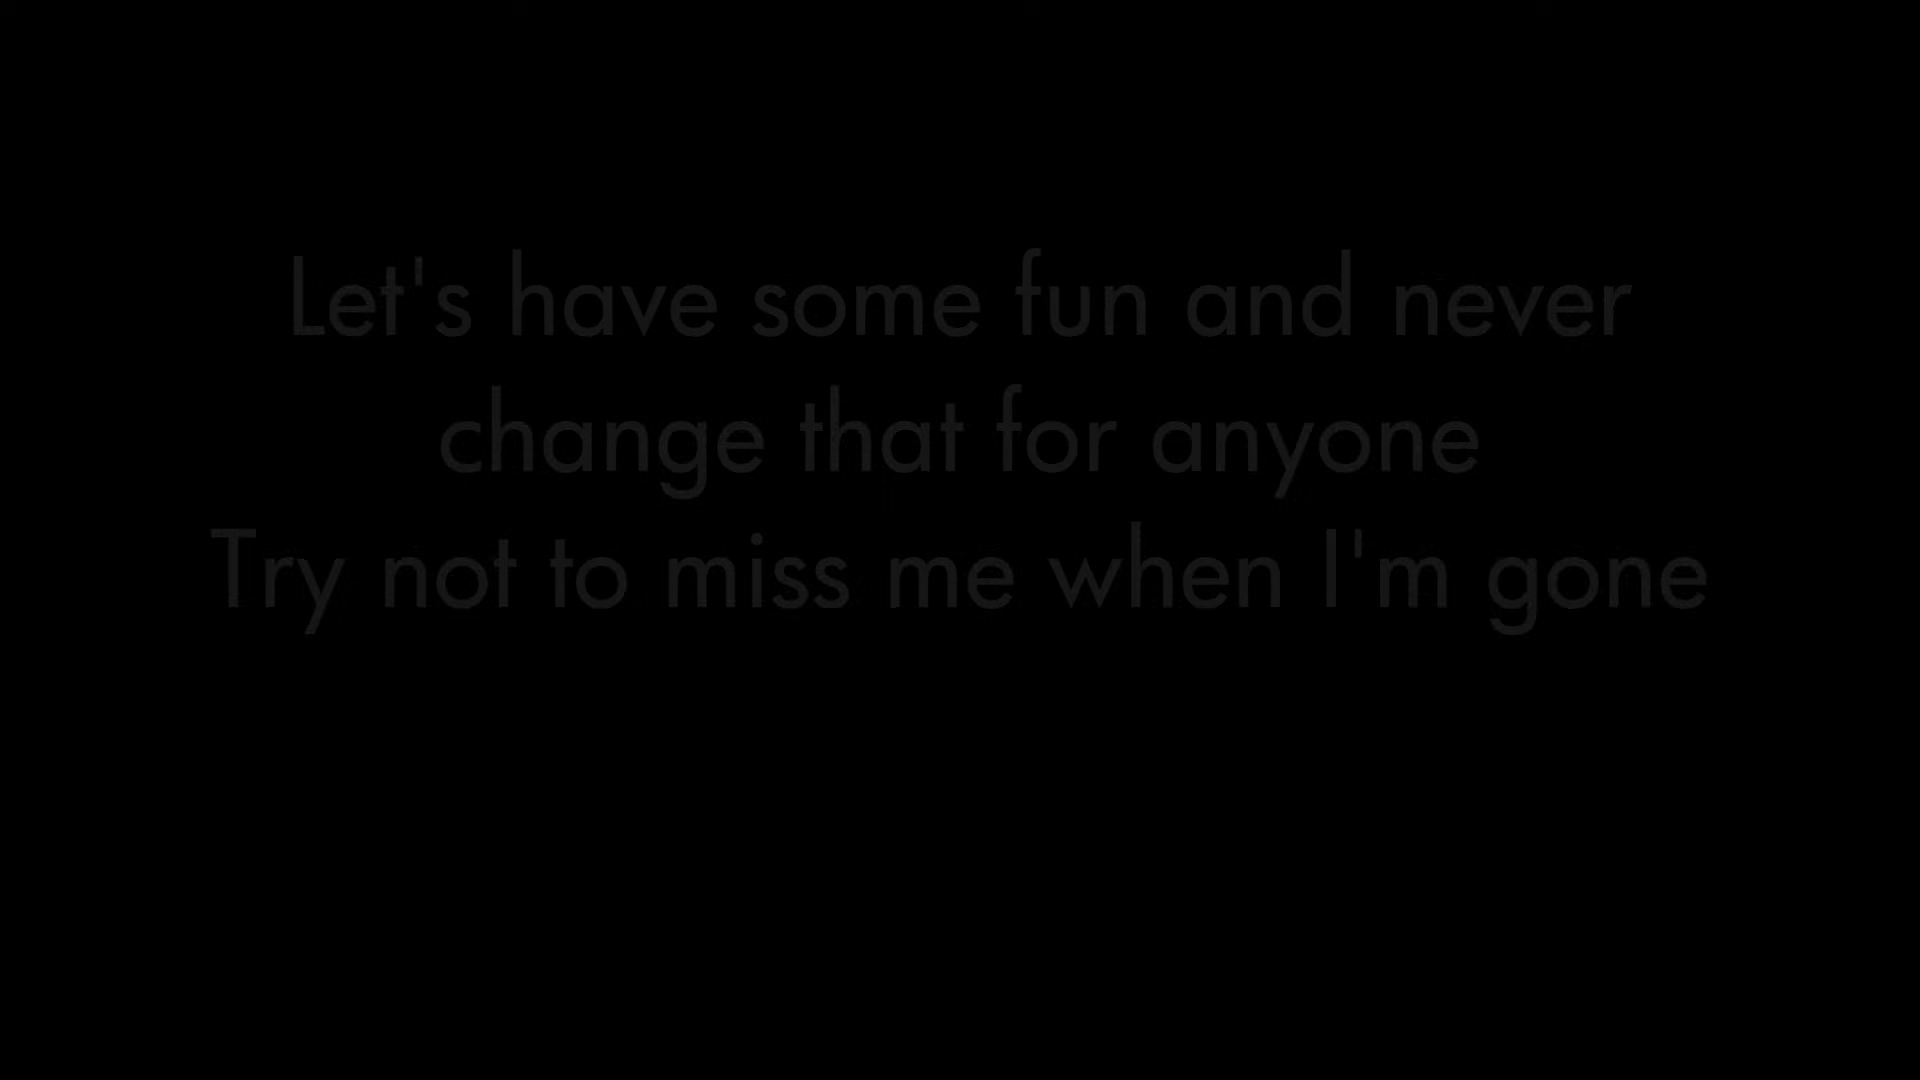 Let's have some fun and never
change that for anyone
Try not to miss me when I'm gone